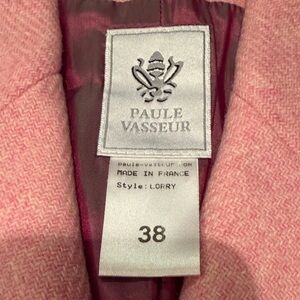 PAULE
VASSEUR
MADE IN FRANCE
Style: LORRY
38